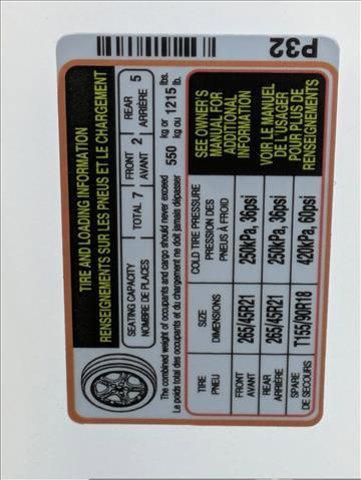 TIRE AND LOADING INFORMATION
RENSEIGNEMENTS SUR LES PNEUS ET LE CHARGEMENT
SEATING CAPACITY
NOMBRE DE PLACES
TOTAL 7
FRONT
AVANT
2
REAR
ARRIÈRE
5
The combined weight of occupants and cargo should never exceed
Le poids total des occupants et du chargement ne doit jamais dépasser
550 kg or 1215 lbs.
kg ou lb.
TIRE
PNEU
SIZE
DIMENSIONS
COLD TIRE PRESSURE
PRESSION DES
PNEUS À FROID
FRONT
AVANT
265/45R21
250kPa, 36psi
REAR
ARRIÈRE
265/45R21
250kPa, 36psi
SPARE
DE SECOURS
T155/90R18
420kPa, 60psi
SEE OWNER'S
MANUAL FOR
ADDITIONAL
INFORMATION
VOIR LE MANUEL
DE L'USAGER
POUR PLUS DE
RENSEIGNEMENTS
P32